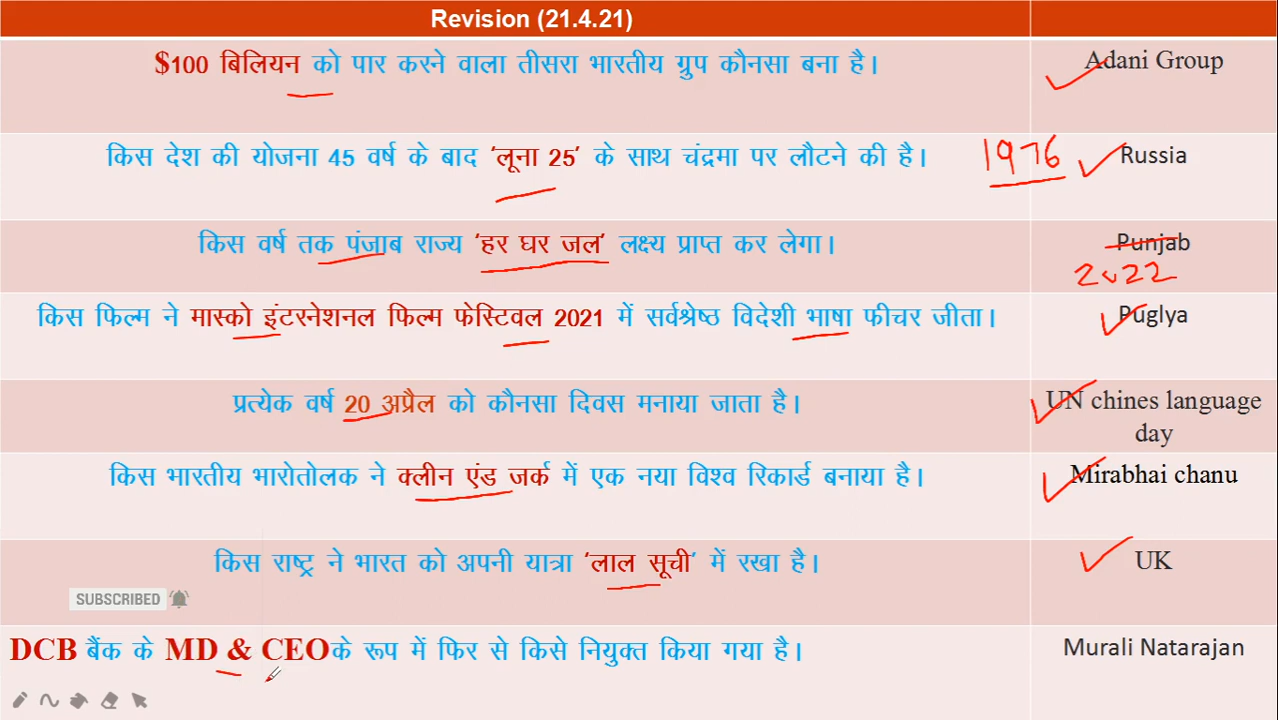 Revision (21.4.21)
$100 बिलियन को पार करने वाला तीसरा भारतीय ग्रुप कौनसा बना है।
Adani Group
किस देश की योजना 45 वर्ष के बाद 'लूना 25' के साथ चंद्रमा पर लौटने की है।
1976
Russia
किस वर्ष तक पंजाब राज्य 'हर घर जल' लक्ष्य प्राप्त कर लेगा।
Punjab
2022
किस फिल्म ने मास्को इंटरनेशनल फिल्म फेस्टिवल 2021 में सर्वश्रेष्ठ विदेशी भाषा फीचर जीता।
Puglya
प्रत्येक वर्ष 20 अप्रैल को कौनसा दिवस मनाया जाता है।
UN chines language
day
किस भारतीय भारोतोलक ने क्लीन एंड जर्क में एक नया विश्व रिकार्ड बनाया है।
Mirabhai chanu
किस राष्ट्र ने भारत को अपनी यात्रा 'लाल सूची' में रखा है।
UK
SUBSCRIBED
DCB बैंक के MD & CEO के रूप में फिर से किसे नियुक्त किया गया है।
Murali Natarajan